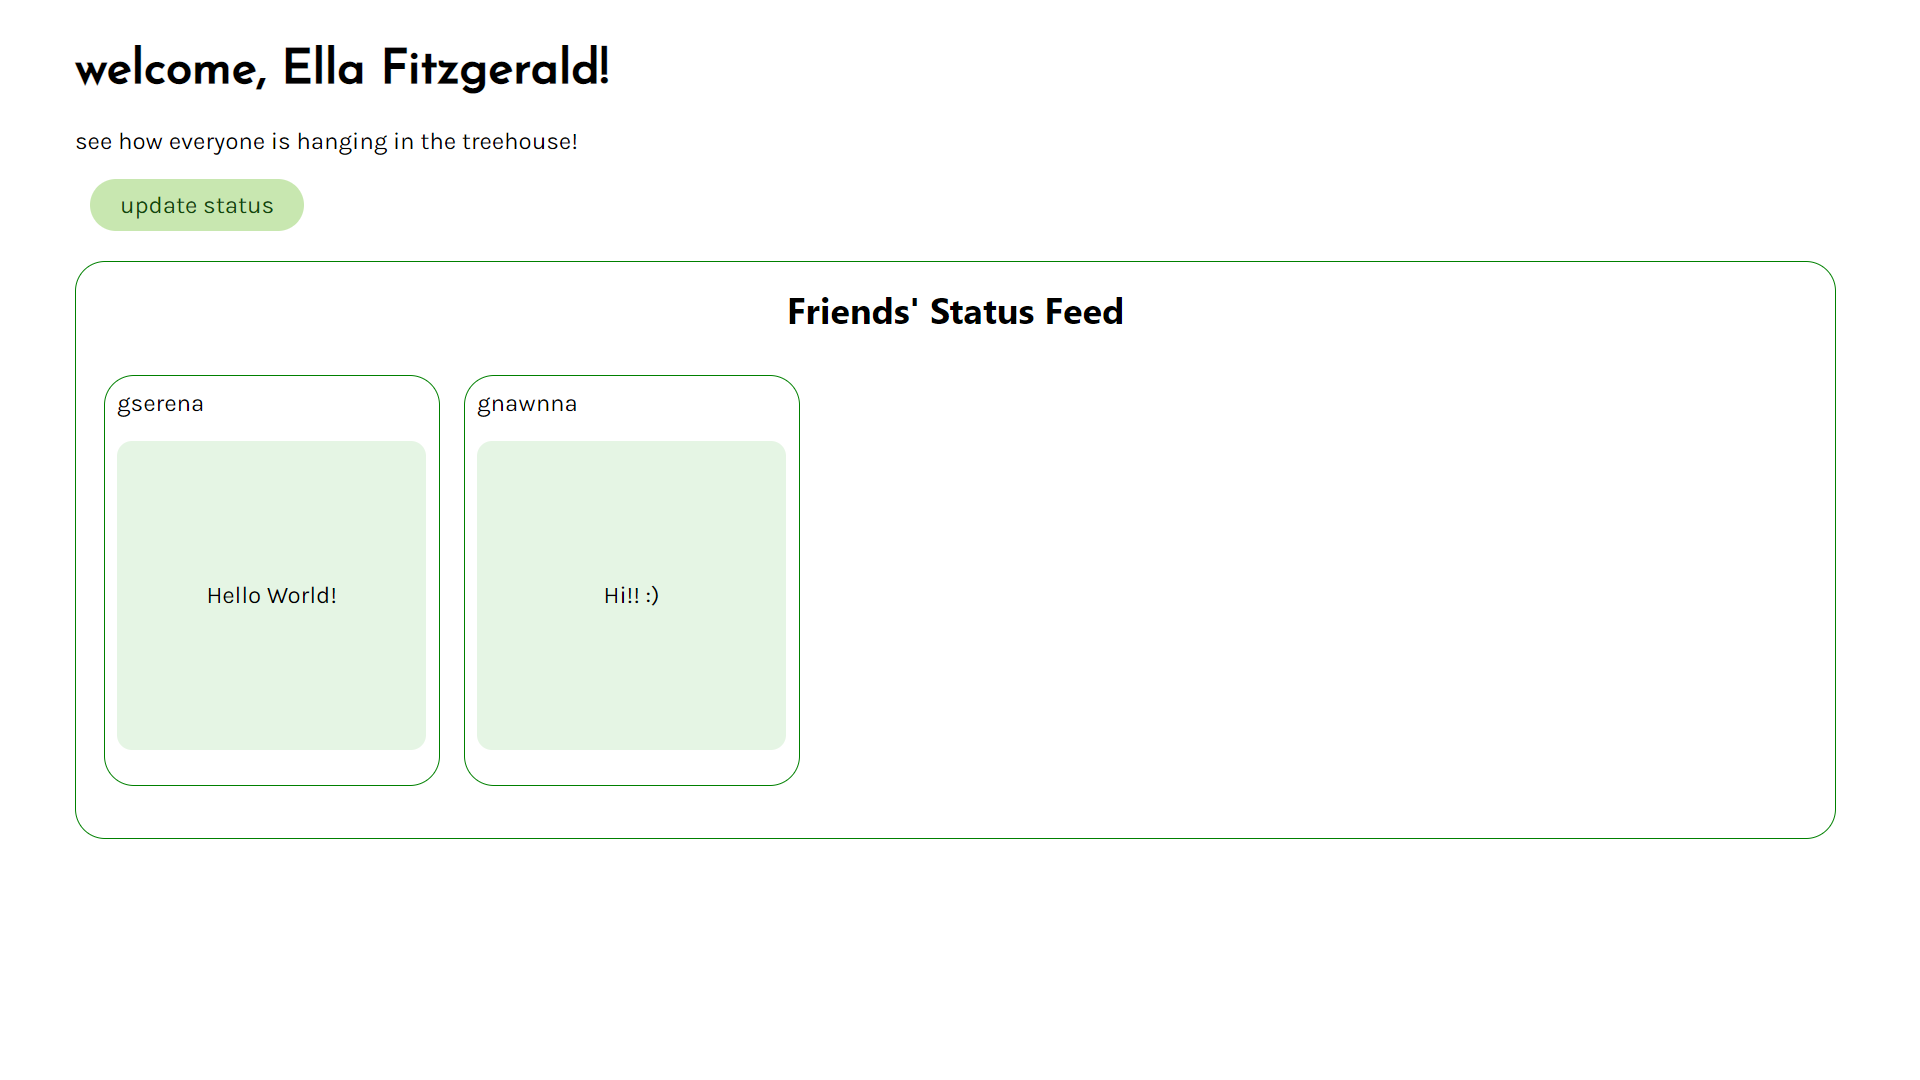 welcome, Ella Fitzgerald!
see how everyone is hanging in the treehouse!
update status
Friends' Status Feed
gserena
gnawnna
Hello World!
Hi!! :)